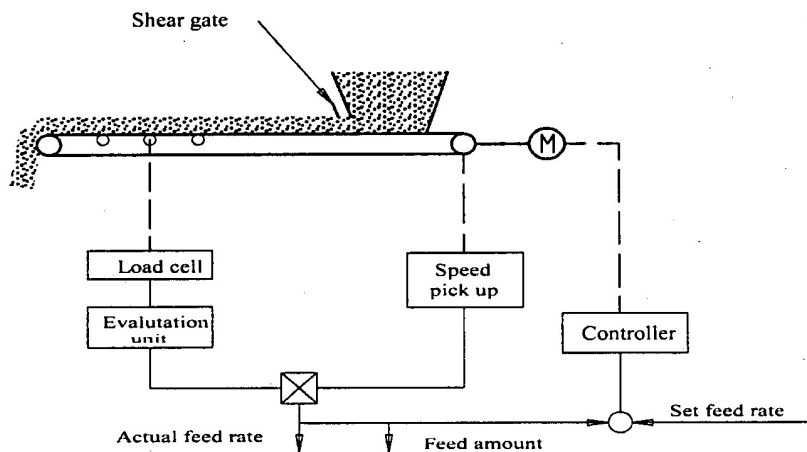 Shear gate
M
Load cell
Speed
pick up
Evalutation
unit
Controller
Set feed rate
Actual feed rate
Feed amount